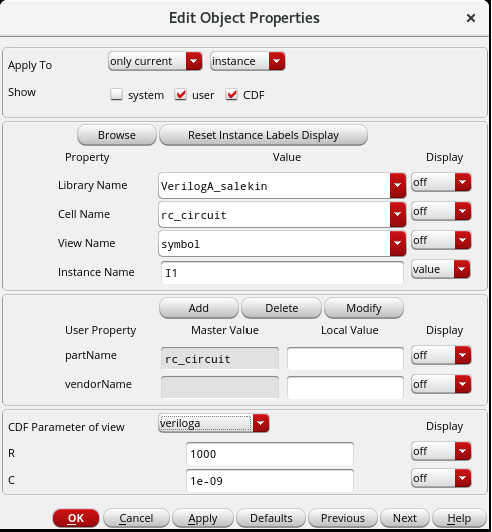 Edit Object Properties
Apply To only current instance
Show system user CDF
Browse Reset Instance Labels Display
Property Value Display
Library Name VerilogA_salekin off
Cell Name rc_circuit off
View Name symbol off
Instance Name I1 value
Add Delete Modify
User Property Master Value Local Value Display
partName rc_circuit off
vendorName off
CDF Parameter of view veriloga Display
R 1000 off
C 1e-09 off
OK Cancel Apply Defaults Previous Next Help